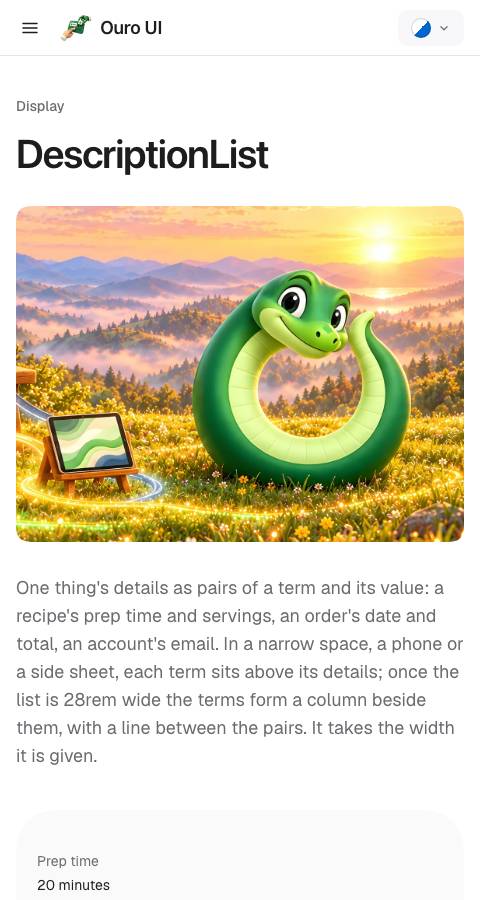 Ouro UI
Display
DescriptionList
One thing's details as pairs of a term and its value: a
recipe's prep time and servings, an order's date and
total, an account's email. In a narrow space, a phone or
a side sheet, each term sits above its details; once the
list is 28rem wide the terms form a column beside
them, with a line between the pairs. It takes the width
it is given.
Prep time
20 minutes